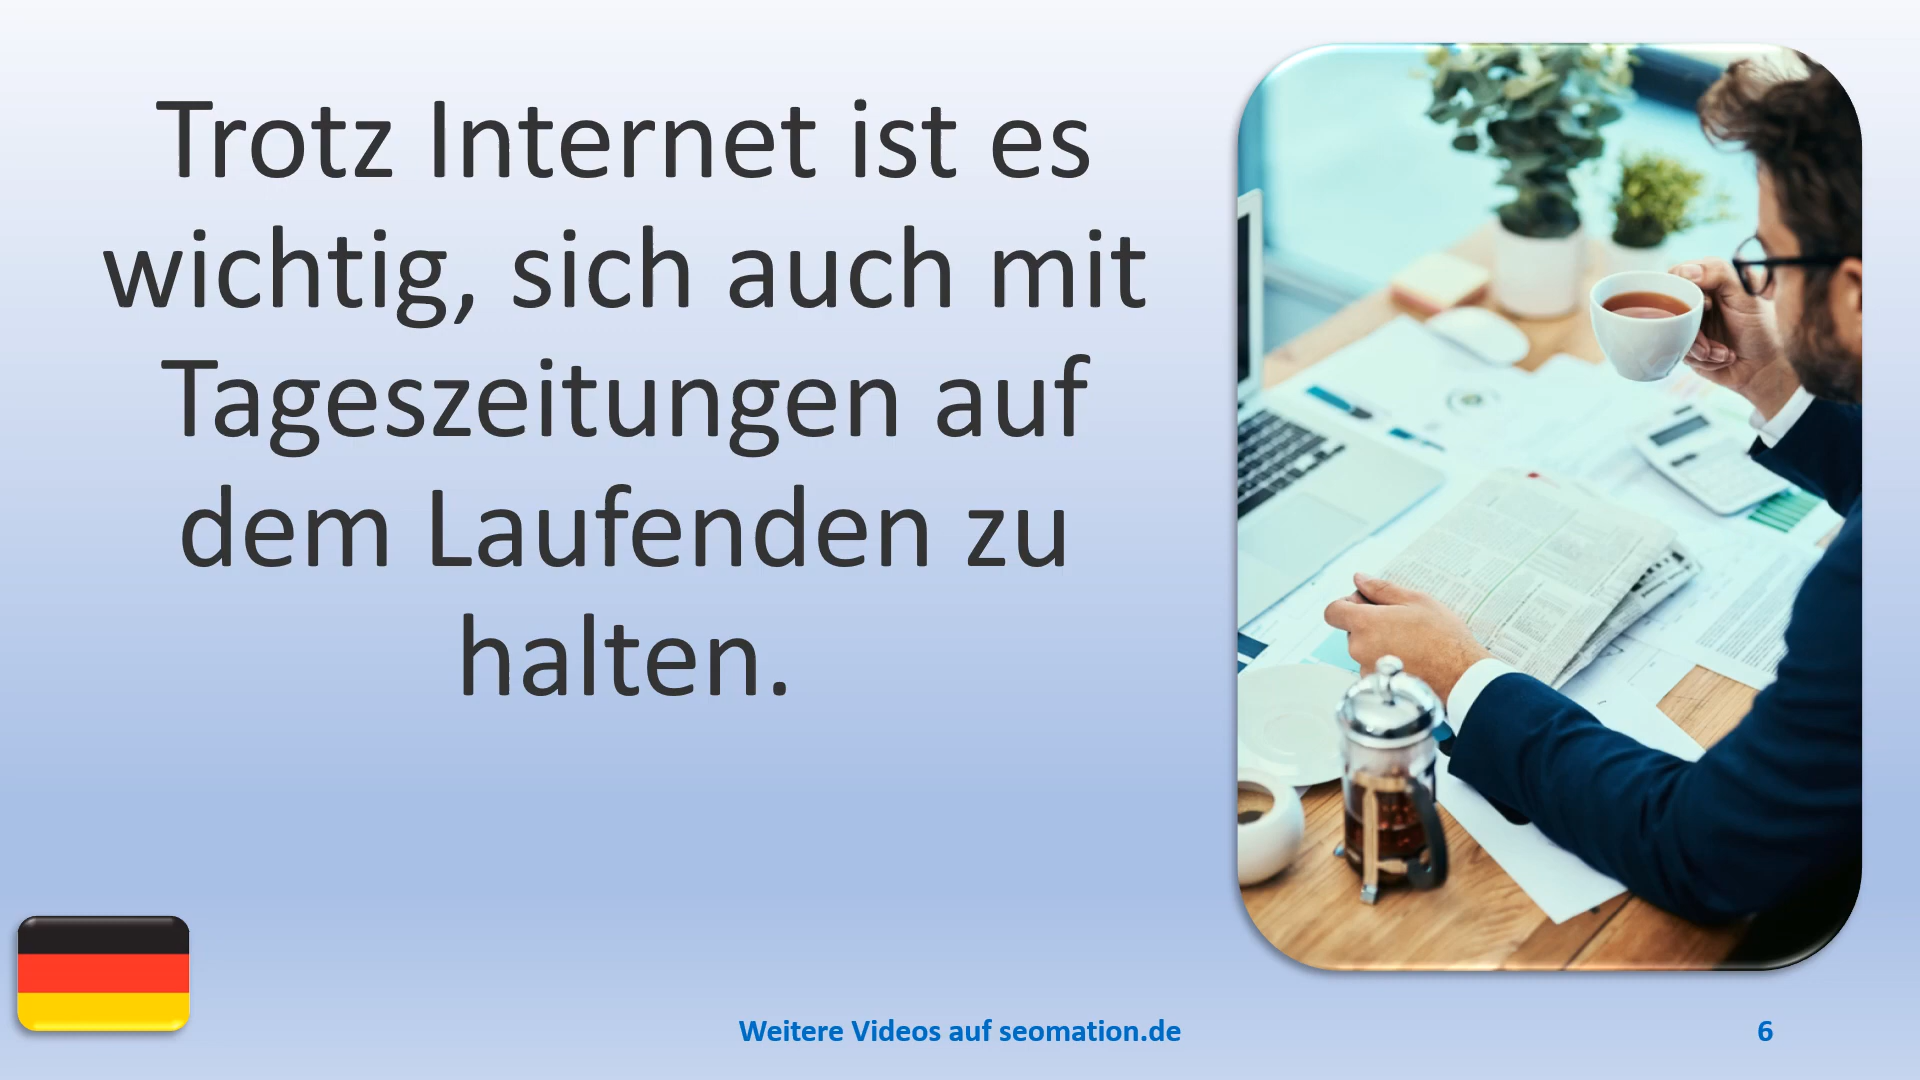 Trotz Internet ist es
wichtig, sich auch mit
Tageszeitungen auf
dem Laufenden zu
halten.
Weitere Videos auf seomation.de
6